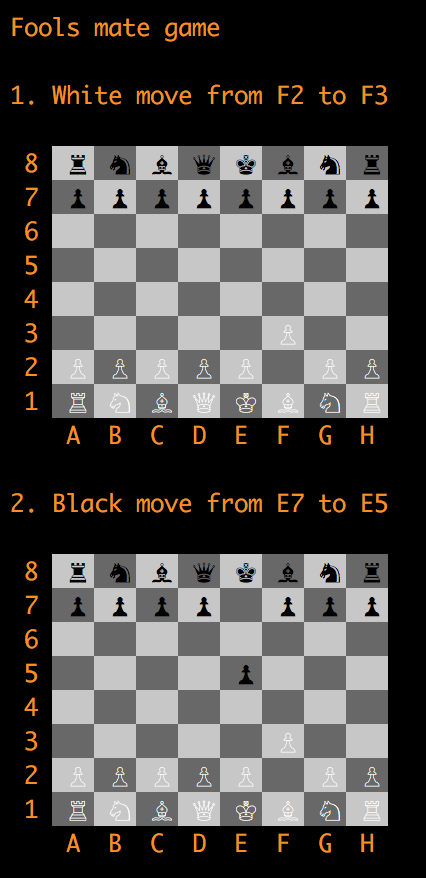 Fools mate game
1. White move from F2 to F3
8 ♜♞♝♛♚♝♞♜
7 ♟♟♟♟♟♟♟♟
6
5
4
3 ♙
2 ♙♙♙♙♙ ♙♙
1 ♖♘♗♕♔♗♘♖
A B C D E F G H
2. Black move from E7 to E5
8 ♜♞♝♛♚♝♞♜
7 ♟♟♟♟ ♟♟♟
6
5 ♟
4
3 ♙
2 ♙♙♙♙♙ ♙♙
1 ♖♘♗♕♔♗♘♖
A B C D E F G H